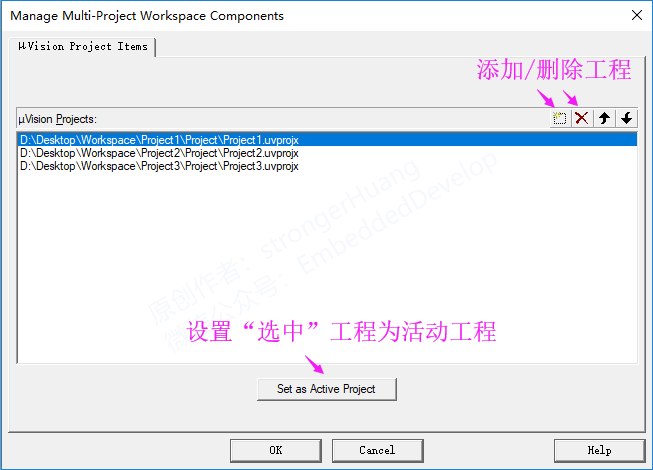 Manage Multi-Project Workspace Components
μVision Project Items
添加/删除工程
μVision Projects:
D:\Desktop\Workspace\Project1\Project\Project1.uvprojx
D:\Desktop\Workspace\Project2\Project\Project2.uvprojx
D:\Desktop\Workspace\Project3\Project\Project3.uvprojx
原创作者：strongerHuang
微信公众号：EmbeddedDevelop
设置“选中”工程为活动工程
Set as Active Project
OK
Cancel
Help